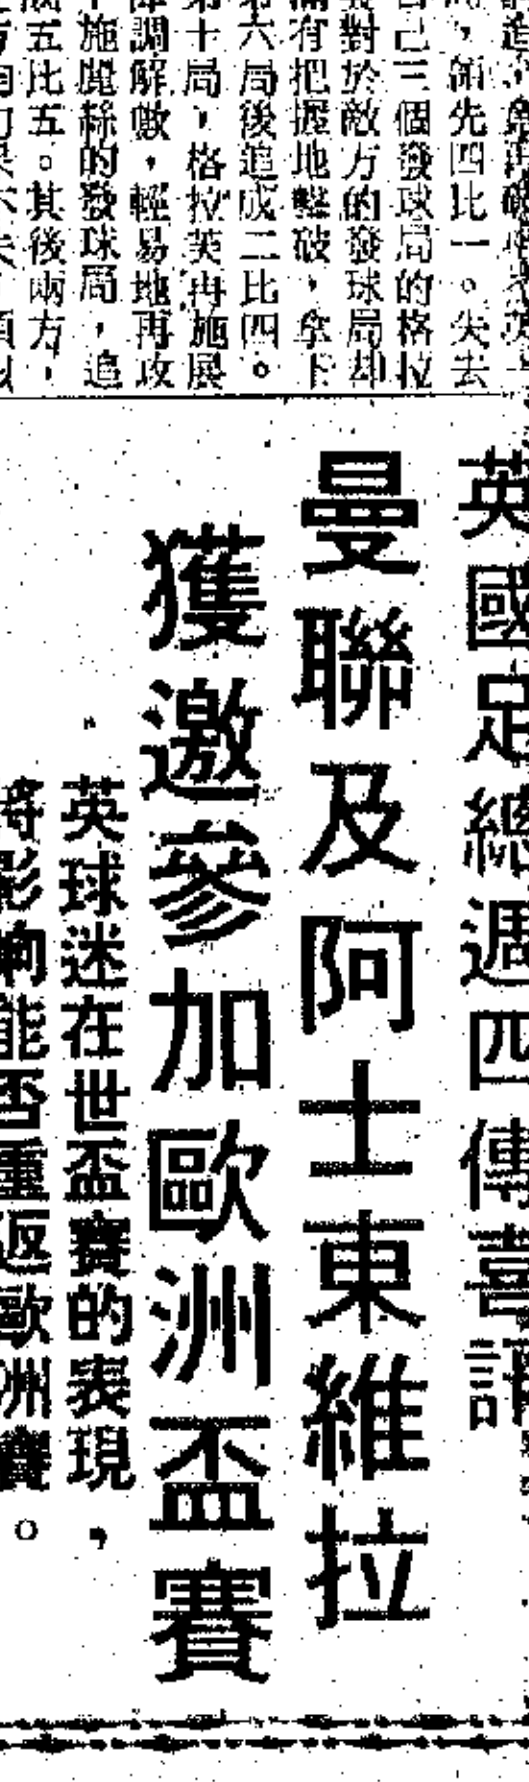 ，領先四比一。失去
自己三個發球局的格拉
對於敵方的發球局却
有把握地擊破，拿下
第六局後追成二比四。
第十局，格拉芙再施展
調解數，輕易地再攻
施麗絲的發球局，追
五比五。其後兩方，
英國足總週四傳喜訊
曼聯及阿士東維拉
獲邀參加歐洲盃賽
英球迷在世盃賽的表現，
將影响能否重返歐洲賽。